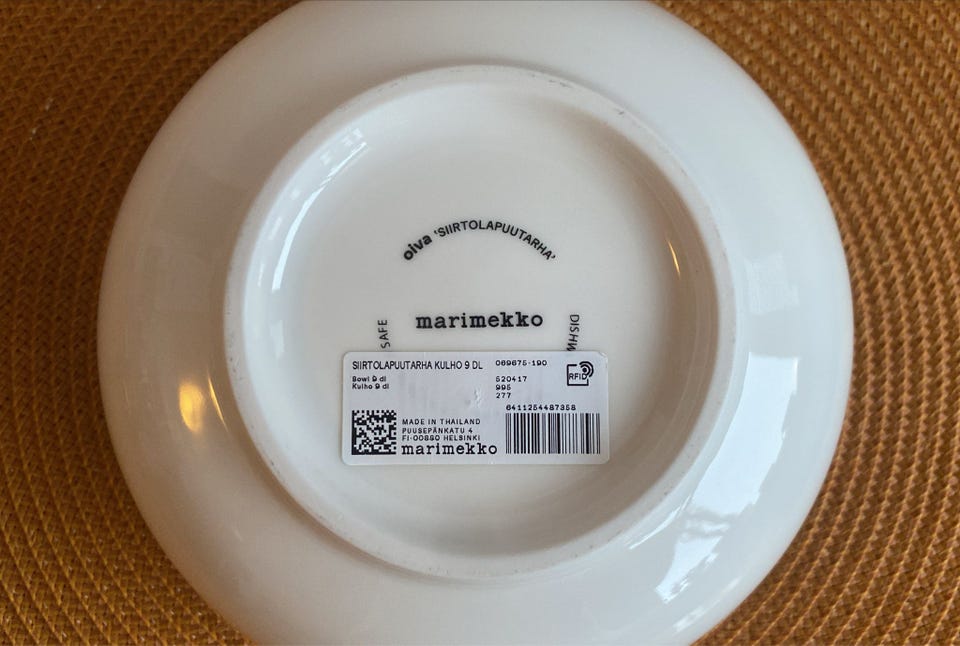 oiva 'SIIRTOLAPUUTARHA'
marimekko
SAFE
DISHW
SIIRTOLAPUUTARHA KULHO 9 DL 069675-190
Bowl 9 dl
Kulho 9 dl
520417
995
277
RFID
6411254487358
MADE IN THAILAND
PUUSEPÄNKATU 4
FI-00880 HELSINKI
marimekko